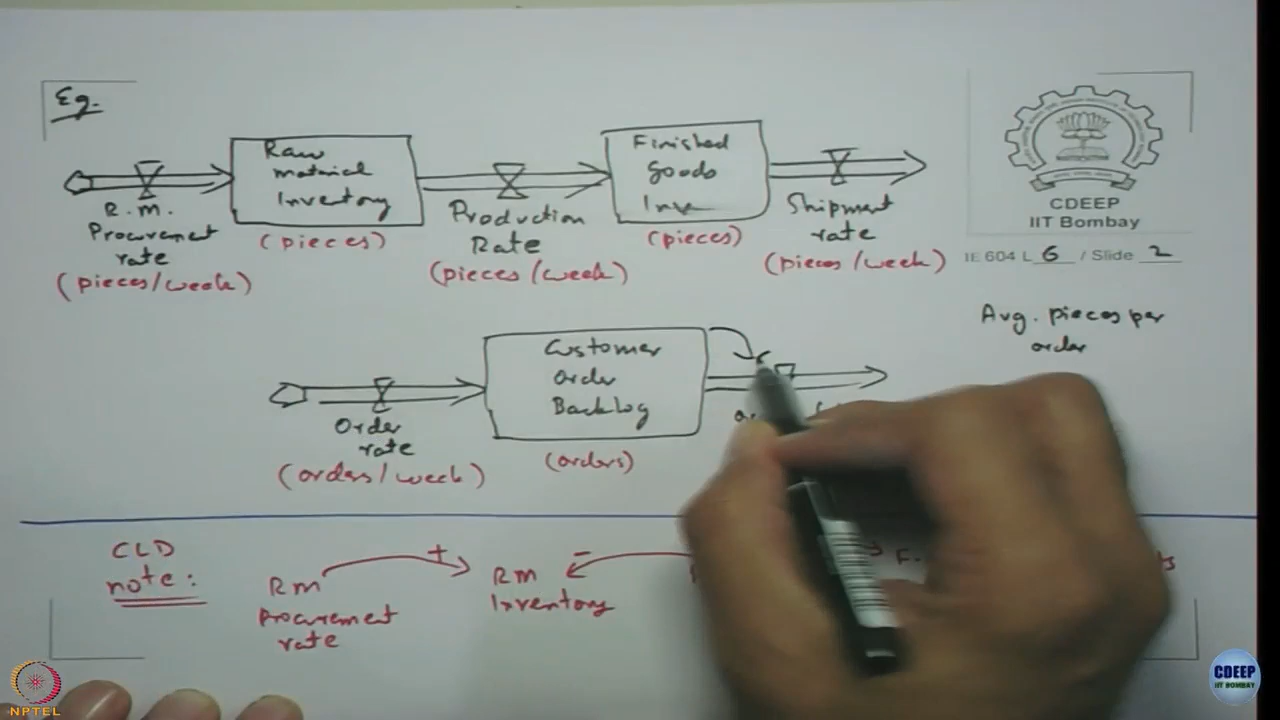 Eg.
Raw
material
Inventory
(pieces)
R.M.
Procurement
rate
(pieces/week)
Production
Rate
(pieces/week)
Finished
Goods
Inv
(pieces)
Shipment
rate
(pieces/week)
CDEEP
IIT Bombay
IE 604 L 6 / Slide 2
Avg. pieces per
order
Order
rate
(orders/week)
Customer
order
Backlog
(orders)
CLD
note:
RM
Procurement
rate
+
RM
Inventory
-
F.
NPTEL
CDEEP
IIT BOMBAY